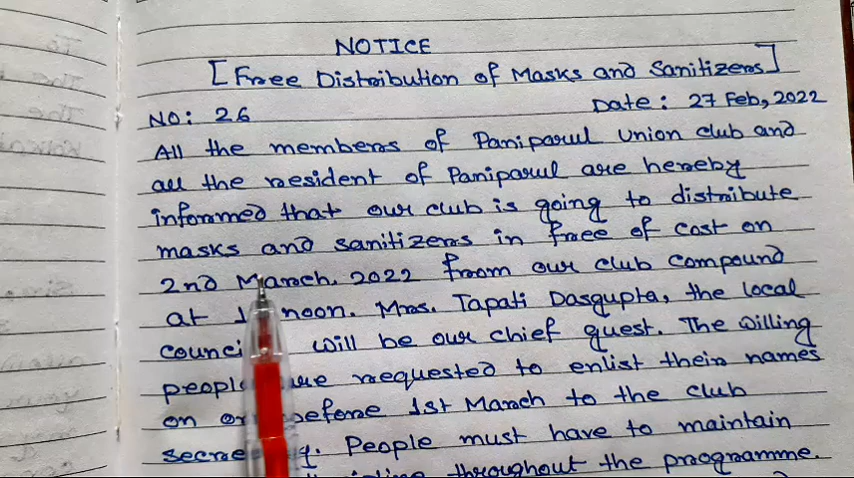 NOTICE
[Free Distribution of Masks and Sanitizers]
NO: 26 Date: 27 Feb, 2022
All the members of Paniparul Union club and
all the resident of Paniparul are hereby
informed that our club is going to distribute
masks and sanitizers in free of cost on
2nd March, 2022 from our club compound
at noon. Mrs. Tapati Dasgupta, the local
will be our chief guest. The willing
are requested to enlist their names
on or before 1st March to the club
People must have to maintain
throughout the programme.